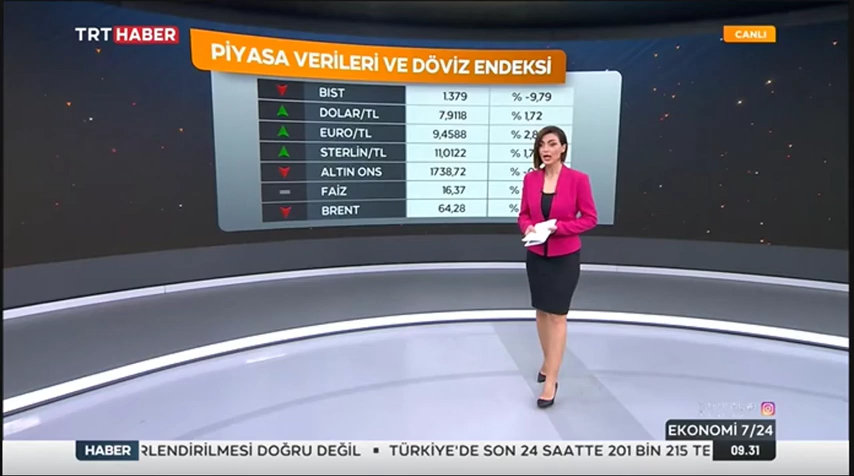 TRT HABER
CANLI
PİYASA VERİLERİ VE DÖVİZ ENDEKSİ
BIST 1.379 % -9,79
DOLAR/TL 7,9118 % 1,72
EURO/TL 9,4588 %
STERLİN/TL 11,0122 %
ALTIN ONS 1738,72 %
FAİZ 16,37 %
BRENT 64,28 %
EKONOMİ 7/24
HABER ERLENDİRİLMESİ DOĞRU DEĞİL ▪ TÜRKİYE'DE SON 24 SAATTE 201 BİN 215 TE 09.31